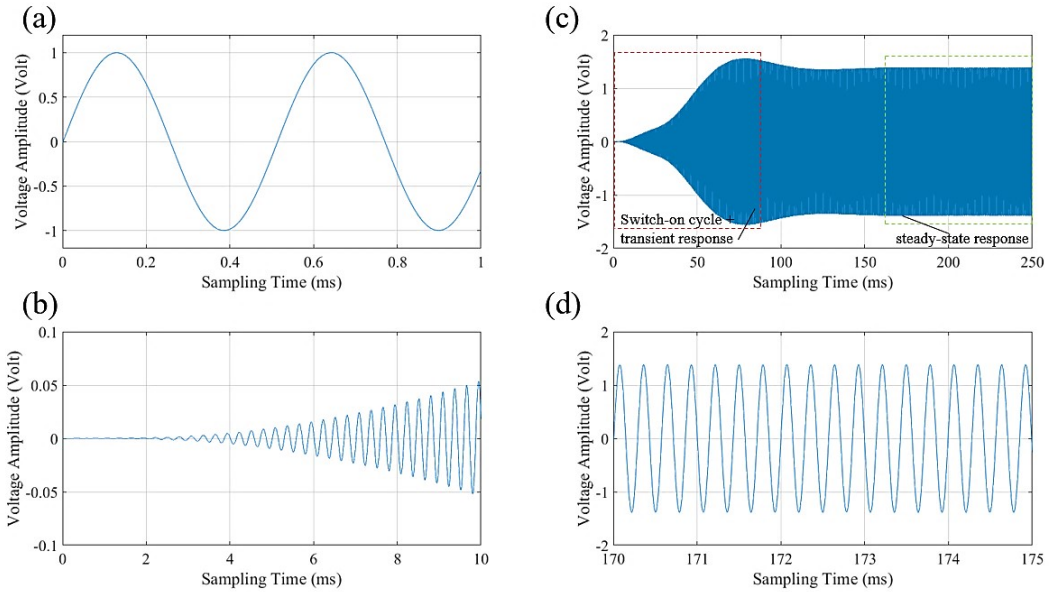 (a)
Voltage Amplitude (Volt)
1
0.5
0
-0.5
-1
0
0.2
0.4
0.6
0.8
1
Sampling Time (ms)
(b)
Voltage Amplitude (Volt)
0.1
0.05
0
-0.05
-0.1
0
2
4
6
8
10
Sampling Time (ms)
(c)
Voltage Amplitude (Volt)
2
1
0
-1
-2
Switch-on cycle +
transient response
steady-state response
0
50
100
150
200
250
Sampling Time (ms)
(d)
Voltage Amplitude (Volt)
2
1
0
-1
-2
170
171
172
173
174
175
Sampling Time (ms)